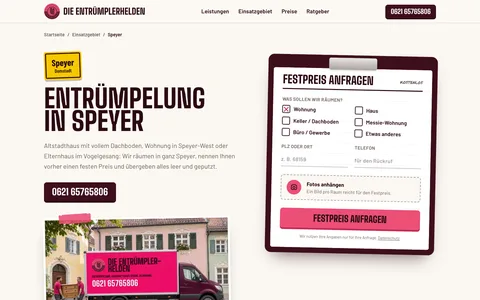 DIE ENTRÜMPLERHELDEN
Leistungen Einsatzgebiet Preise Ratgeber
0621 65765806
Startseite / Einsatzgebiet / Speyer
Speyer
Domstadt
ENTRÜMPELUNG
IN SPEYER
Altstadthaus mit vollem Dachboden, Wohnung in Speyer-West oder
Elternhaus im Vogelgesang: Wir räumen in ganz Speyer, nennen Ihnen
vorher einen festen Preis und übergeben alles leer und geputzt.
0621 65765806
DIE ENTRÜMPLER-
HELDEN
0621 65765806
FESTPREIS ANFRAGEN
KOSTENLOS
WAS SOLLEN WIR RÄUMEN?
Wohnung
Haus
Keller / Dachboden
Messie-Wohnung
Büro / Gewerbe
Etwas anderes
PLZ ODER ORT
TELEFON
z. B. 68159
für den Rückruf
Fotos anhängen
Ein Bild pro Raum reicht für den Festpreis.
FESTPREIS ANFRAGEN
Wir nutzen Ihre Angaben nur für Ihre Anfrage. Datenschutz